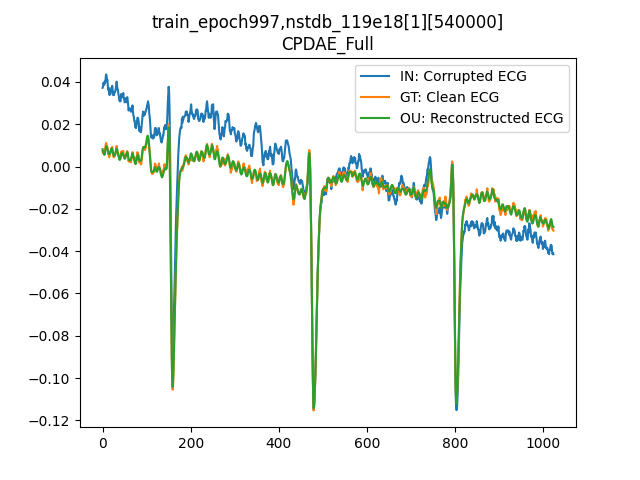 train_epoch997,nstdb_119e18[1][540000]
CPDAE_Full
IN: Corrupted ECG
GT: Clean ECG
OU: Reconstructed ECG
0.04
0.02
0.00
−0.02
−0.04
−0.06
−0.08
−0.10
−0.12
0 200 400 600 800 1000